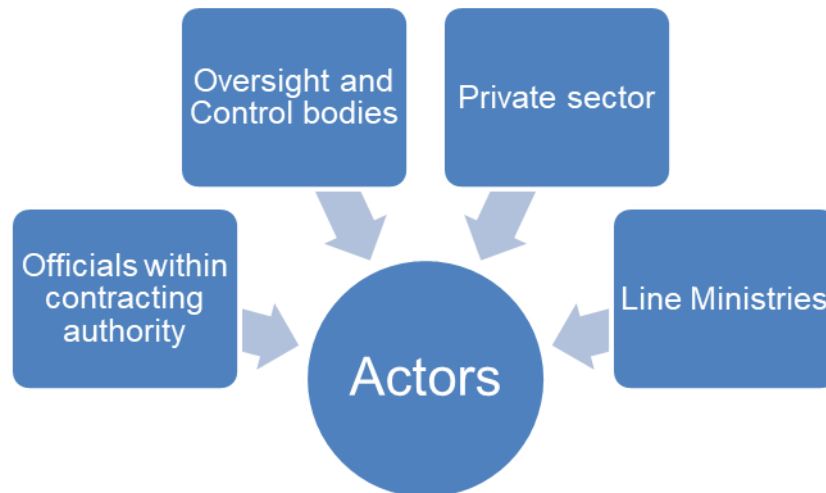 Oversight and
Control bodies
Private sector
Officials within
contracting
authority
Line Ministries
Actors